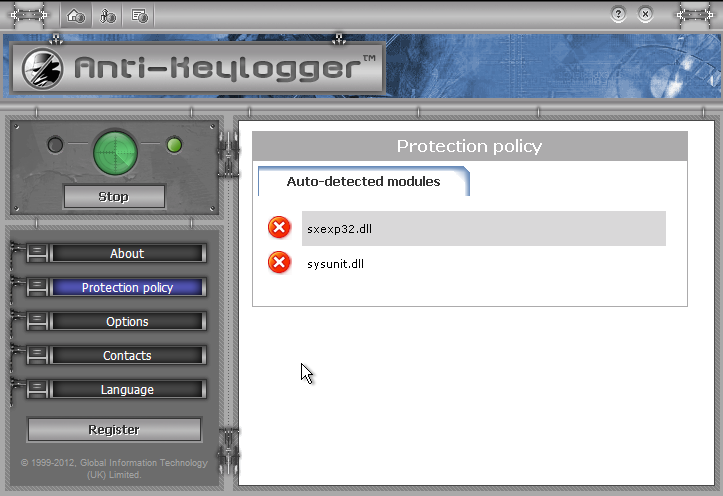 Anti-Keylogger™
Protection policy
Auto-detected modules
sxexp32.dll
sysunit.dll
Stop
About
Protection policy
Options
Contacts
Language
Register
© 1999-2012, Global Information Technology
(UK) Limited.